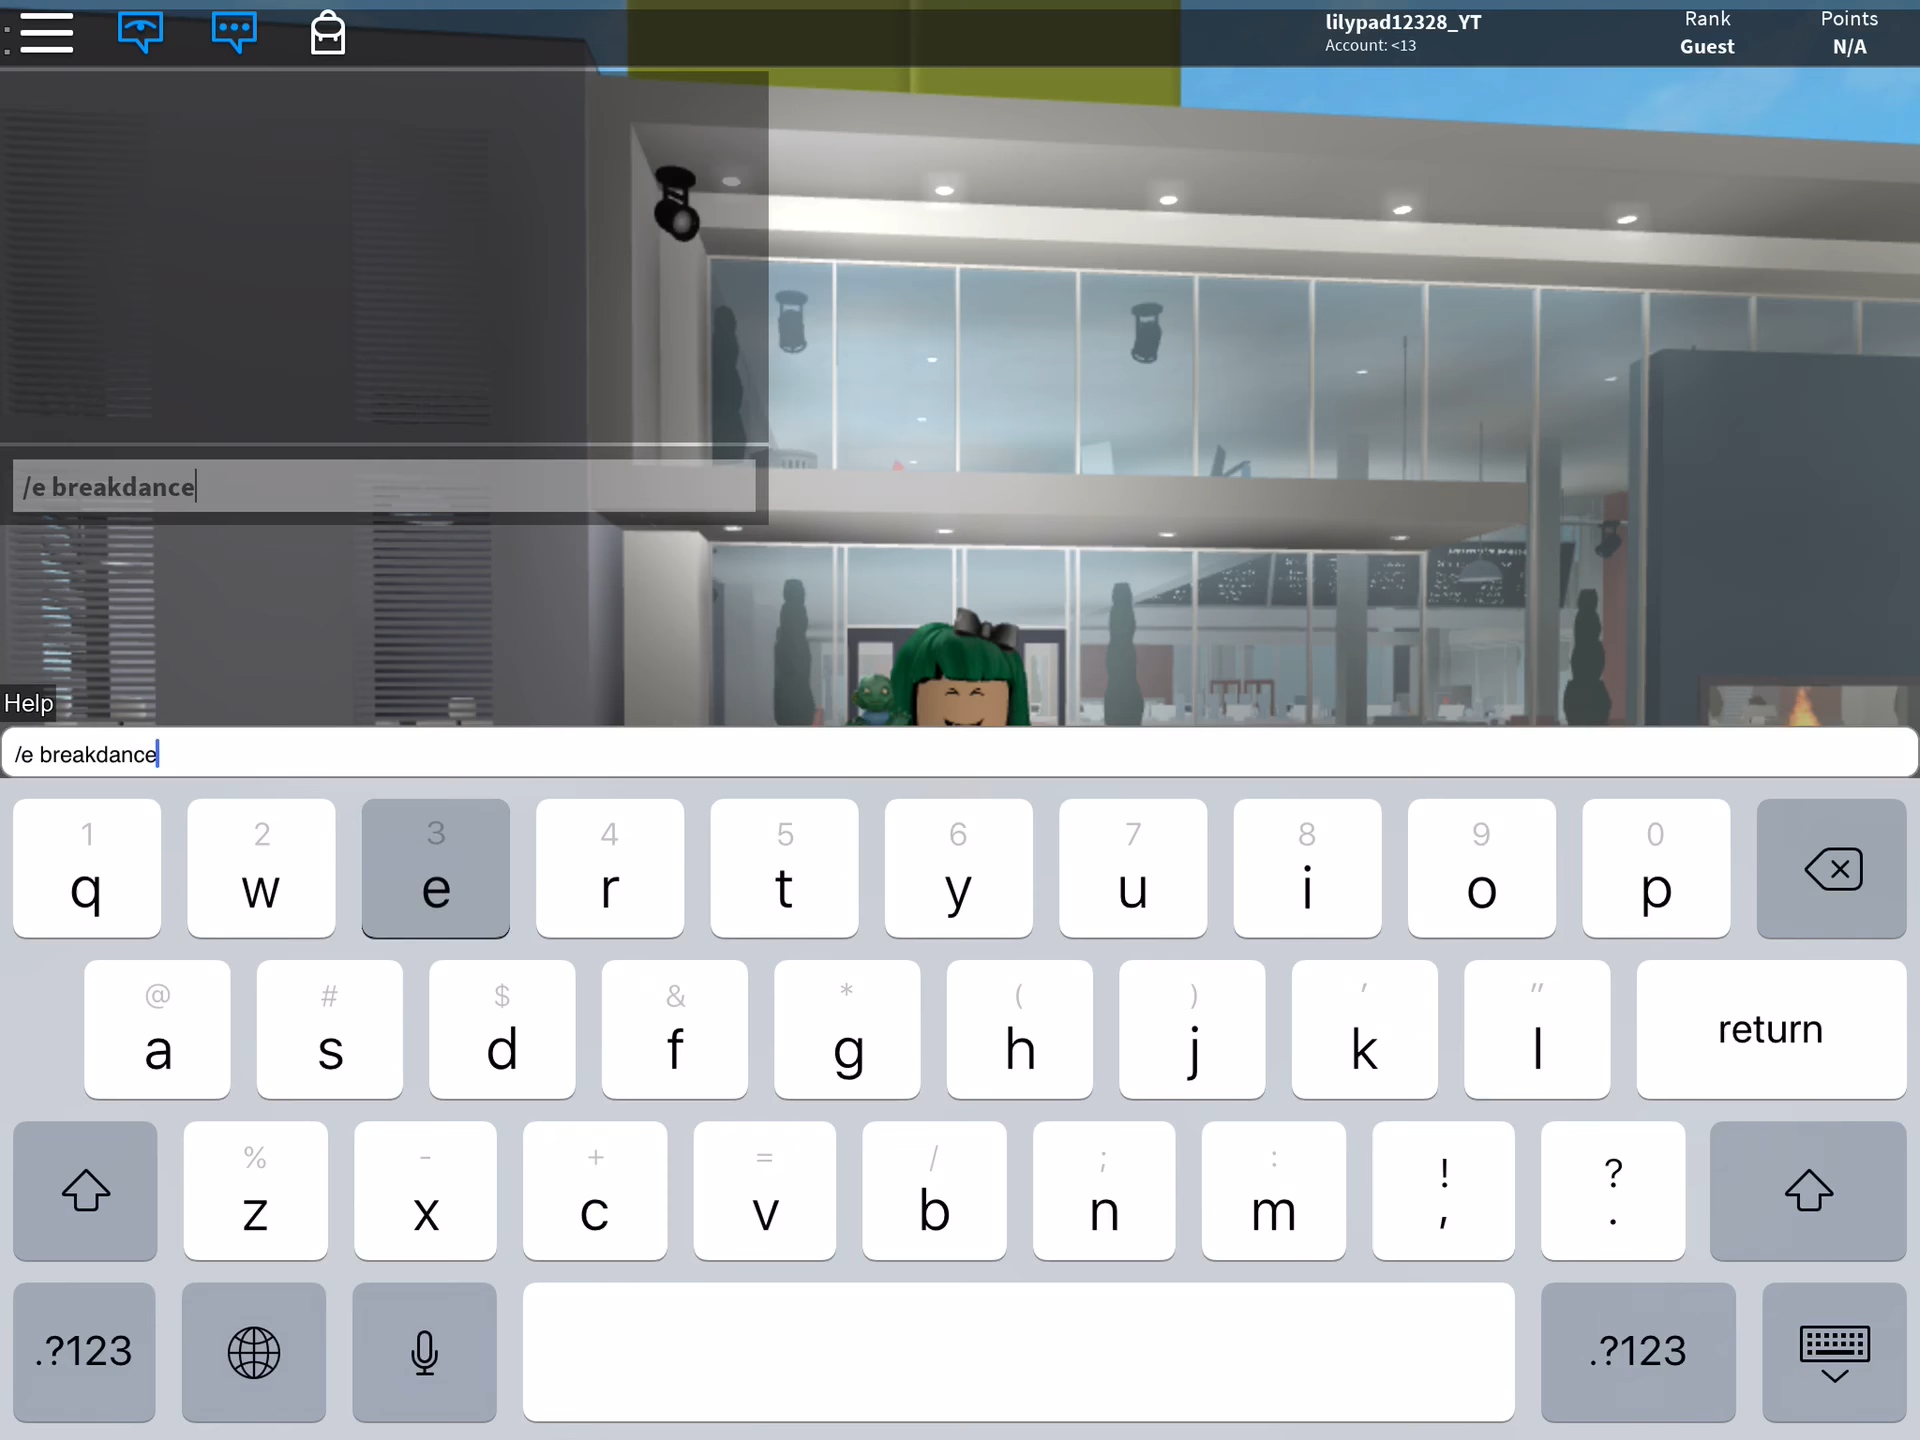 lilypad12328_YT
Account: <13
Rank
Guest
Points
N/A
/e breakdance
Help
/e breakdance
1 2 3 4 5 6 7 8 9 0
q w e r t y u i o p
@ # $ & * ( ) ' "
a s d f g h j k l return
% - + = / ; : ! ?
z x c v b n m , .
.?123 .?123